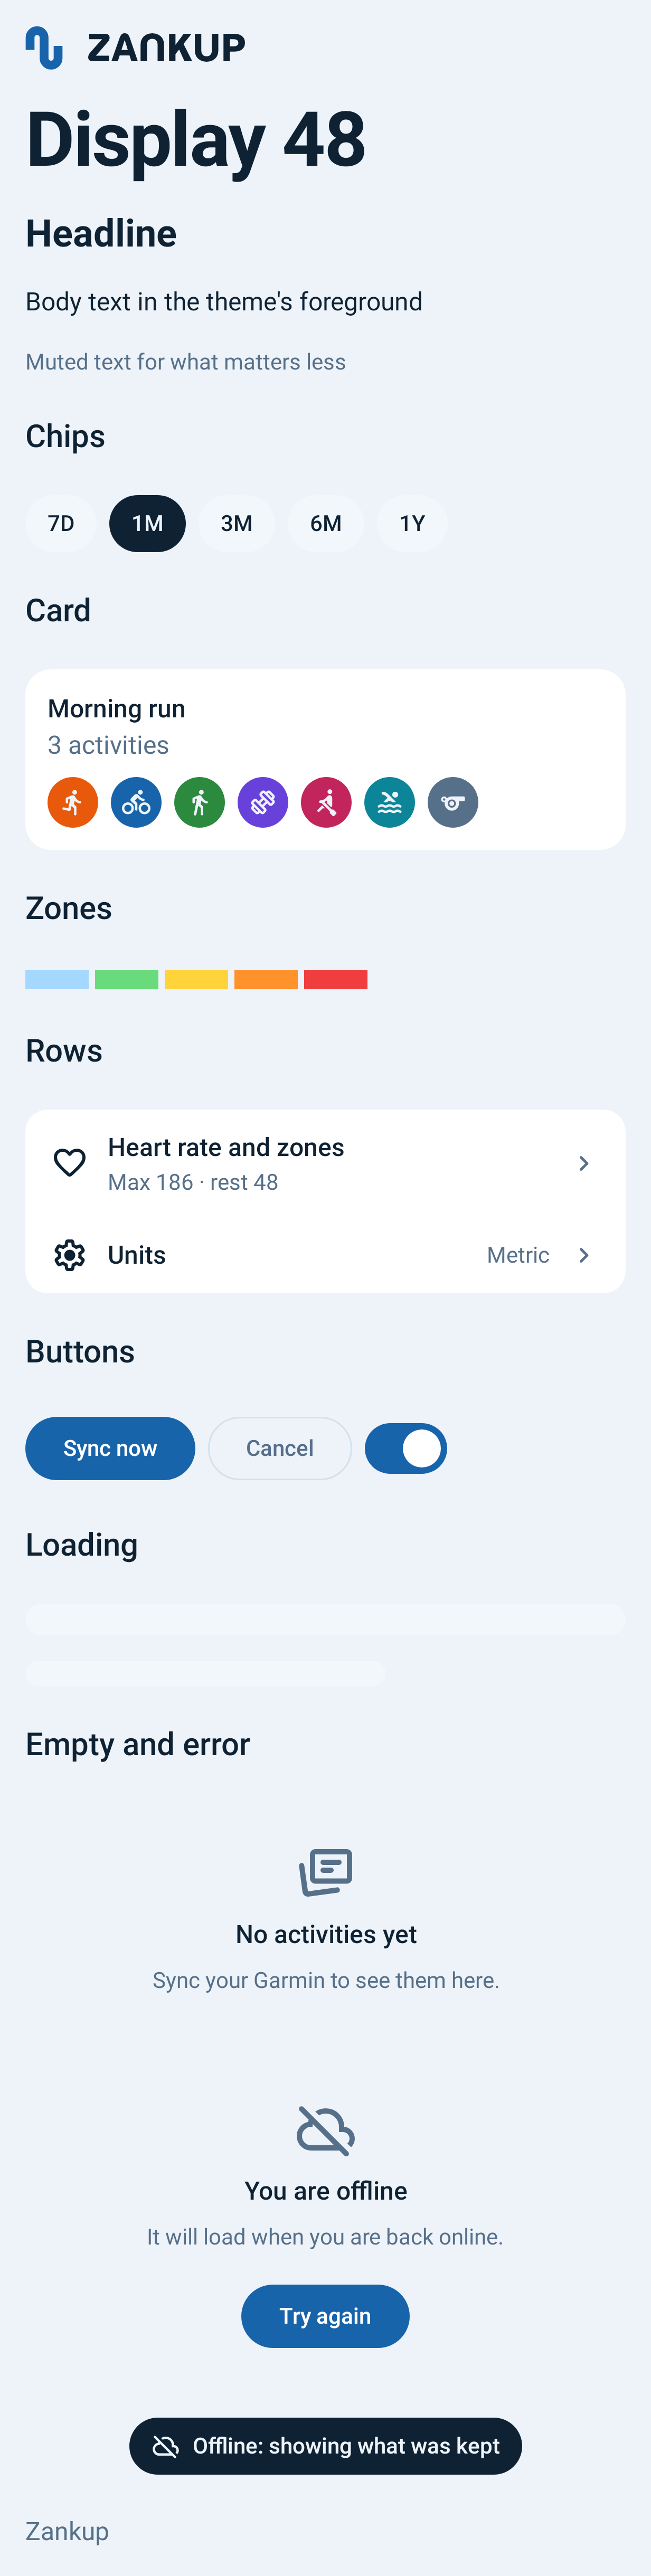 ZANKUP
Display 48
Headline
Body text in the theme's foreground
Muted text for what matters less
Chips
7D 1M 3M 6M 1Y
Card
Morning run
3 activities
Zones
Rows
Heart rate and zones
Max 186 · rest 48
Units Metric
Buttons
Sync now Cancel
Loading
Empty and error
No activities yet
Sync your Garmin to see them here.
You are offline
It will load when you are back online.
Try again
Offline: showing what was kept
Zankup